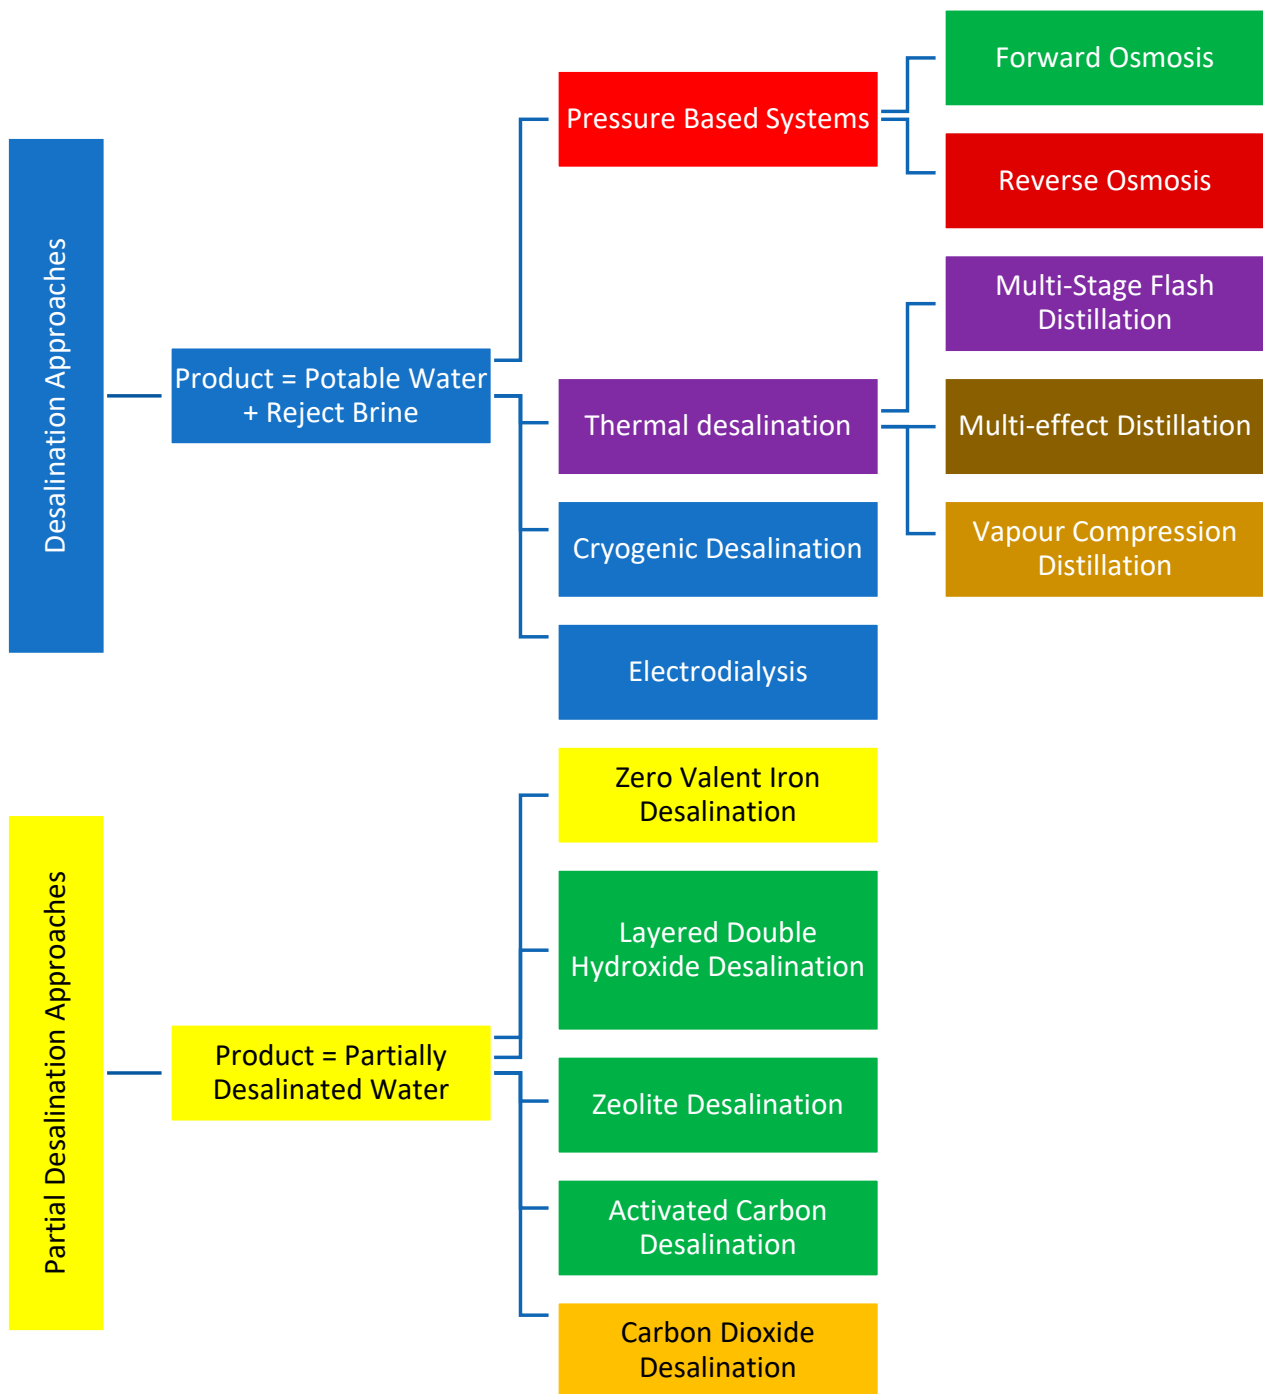 Desalination Approaches
Product = Potable Water
+ Reject Brine
Pressure Based Systems
Forward Osmosis
Reverse Osmosis
Thermal desalination
Multi-Stage Flash
Distillation
Multi-effect Distillation
Vapour Compression
Distillation
Cryogenic Desalination
Electrodialysis
Partial Desalination Approaches
Product = Partially
Desalinated Water
Zero Valent Iron
Desalination
Layered Double
Hydroxide Desalination
Zeolite Desalination
Activated Carbon
Desalination
Carbon Dioxide
Desalination